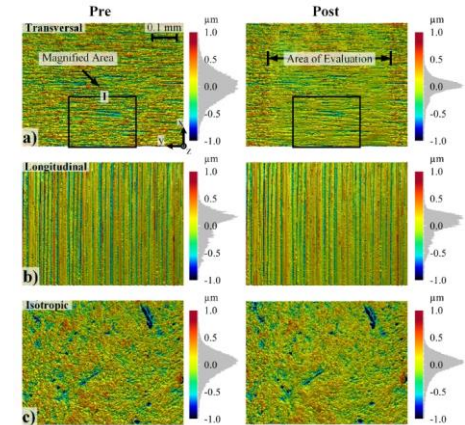 Pre
Post
Transversal
0.1 mm
Magnified Area
1
x
y
z
a)
µm
1.0
0.5
0.0
-0.5
-1.0
Area of Evaluation
µm
1.0
0.5
0.0
-0.5
-1.0
Longitudinal
b)
µm
1.0
0.5
0.0
-0.5
-1.0
µm
1.0
0.5
0.0
-0.5
-1.0
Isotropic
c)
µm
1.0
0.5
0.0
-0.5
-1.0
µm
1.0
0.5
0.0
-0.5
-1.0